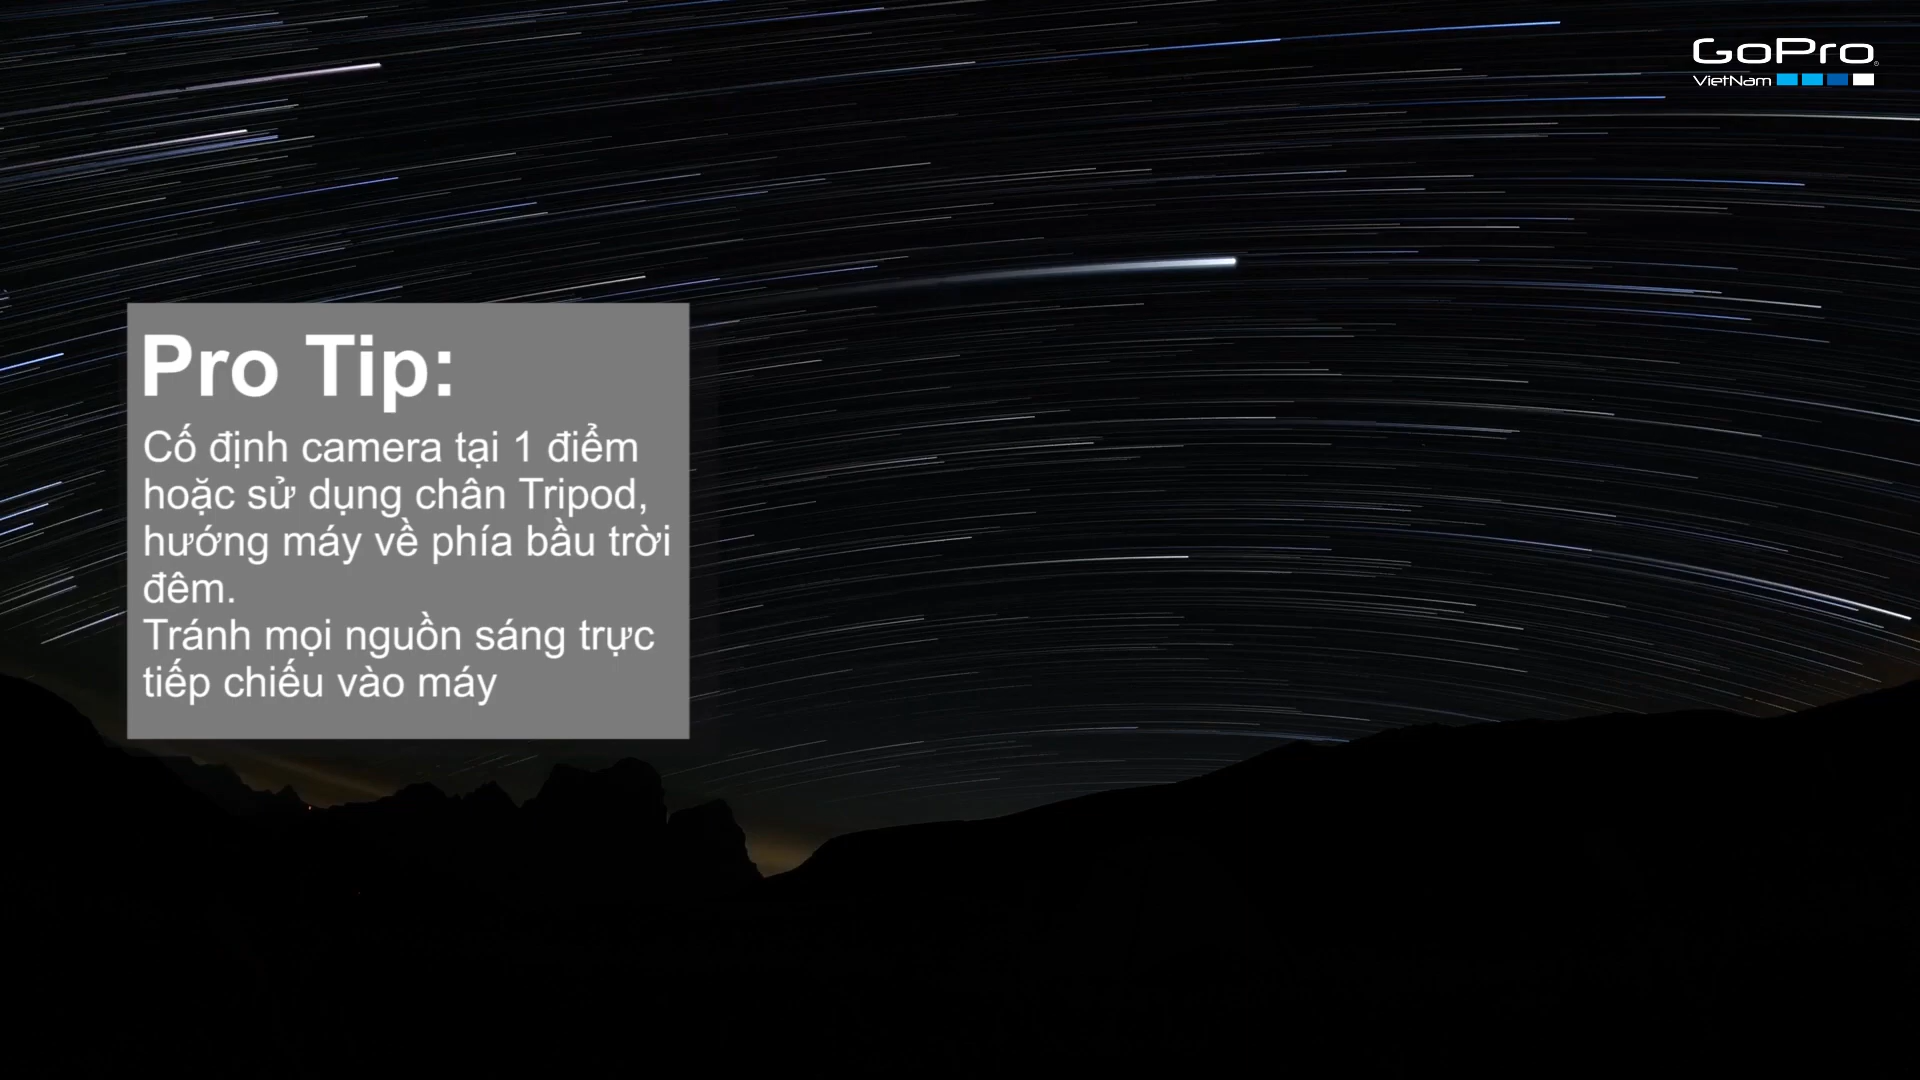 GoPro
VietNam
Pro Tip:
Cố định camera tại 1 điểm
hoặc sử dụng chân Tripod,
hướng máy về phía bầu trời
đêm.
Tránh mọi nguồn sáng trực
tiếp chiếu vào máy